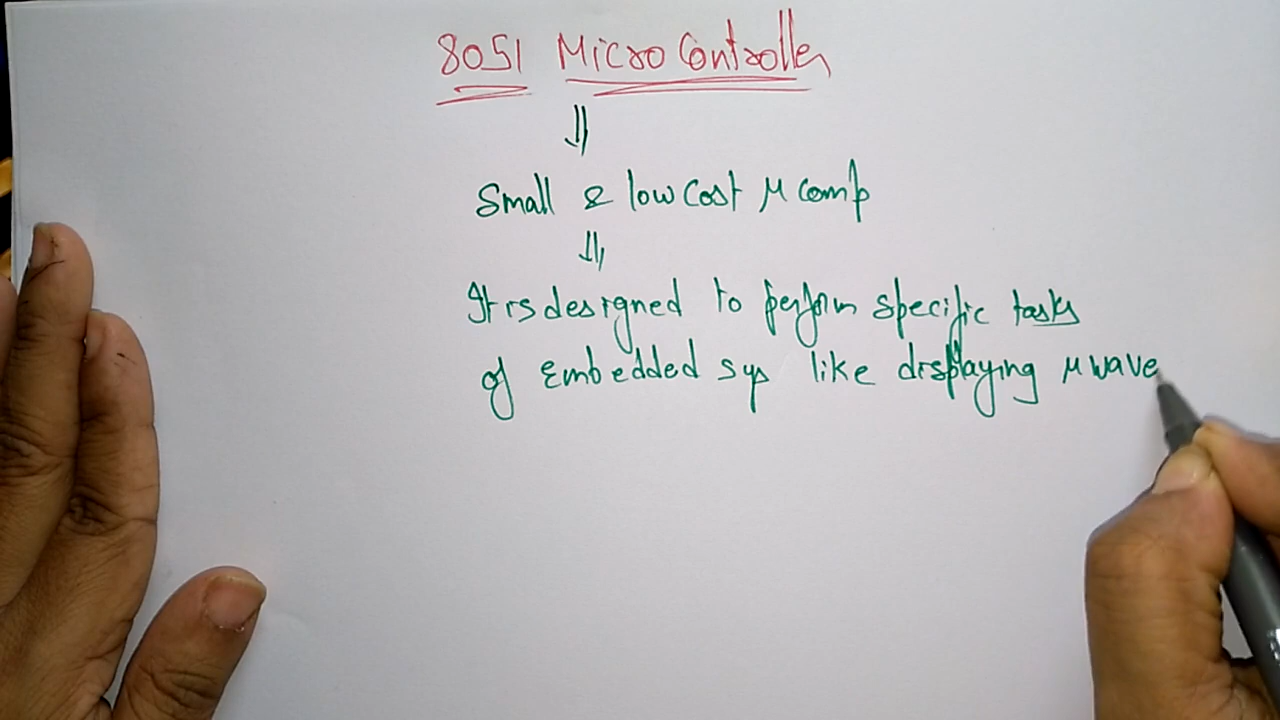 8051 Micro Controller
Small & low cost μ comp
It is designed to perform specific tasks
of Embedded sys like displaying μ wave